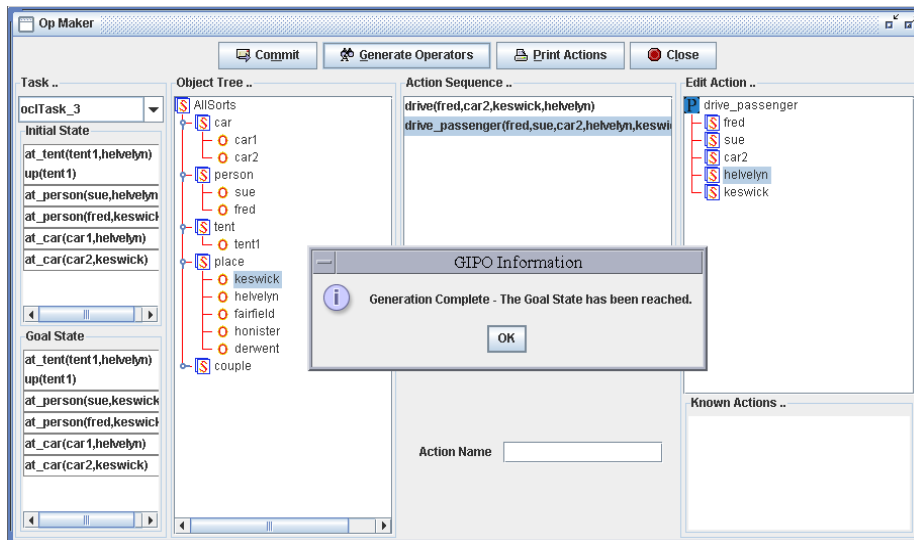 Op Maker
Commit
Generate Operators
Print Actions
Close
Task ..
oclTask_3
Initial State
at_tent(tent1,helvelyn)
up(tent1)
at_person(sue,helvelyn
at_person(fred,keswick
at_car(car1,helvelyn)
at_car(car2,keswick)
Goal State
at_tent(tent1,helvelyn)
up(tent1)
at_person(sue,keswick
at_person(fred,keswick
at_car(car1,helvelyn)
at_car(car2,keswick)
Object Tree ..
S AllSorts
S car
O car1
O car2
S person
O sue
O fred
S tent
O tent1
S place
O keswick
O helvelyn
O fairfield
O honister
O derwent
S couple
Action Sequence ..
drive(fred,car2,keswick,helvelyn)
drive_passenger(fred,sue,car2,helvelyn,keswi
Action Name
Edit Action ..
P drive_passenger
S fred
S sue
S car2
S helvelyn
S keswick
Known Actions ..
GIPO Information
i Generation Complete - The Goal State has been reached.
OK